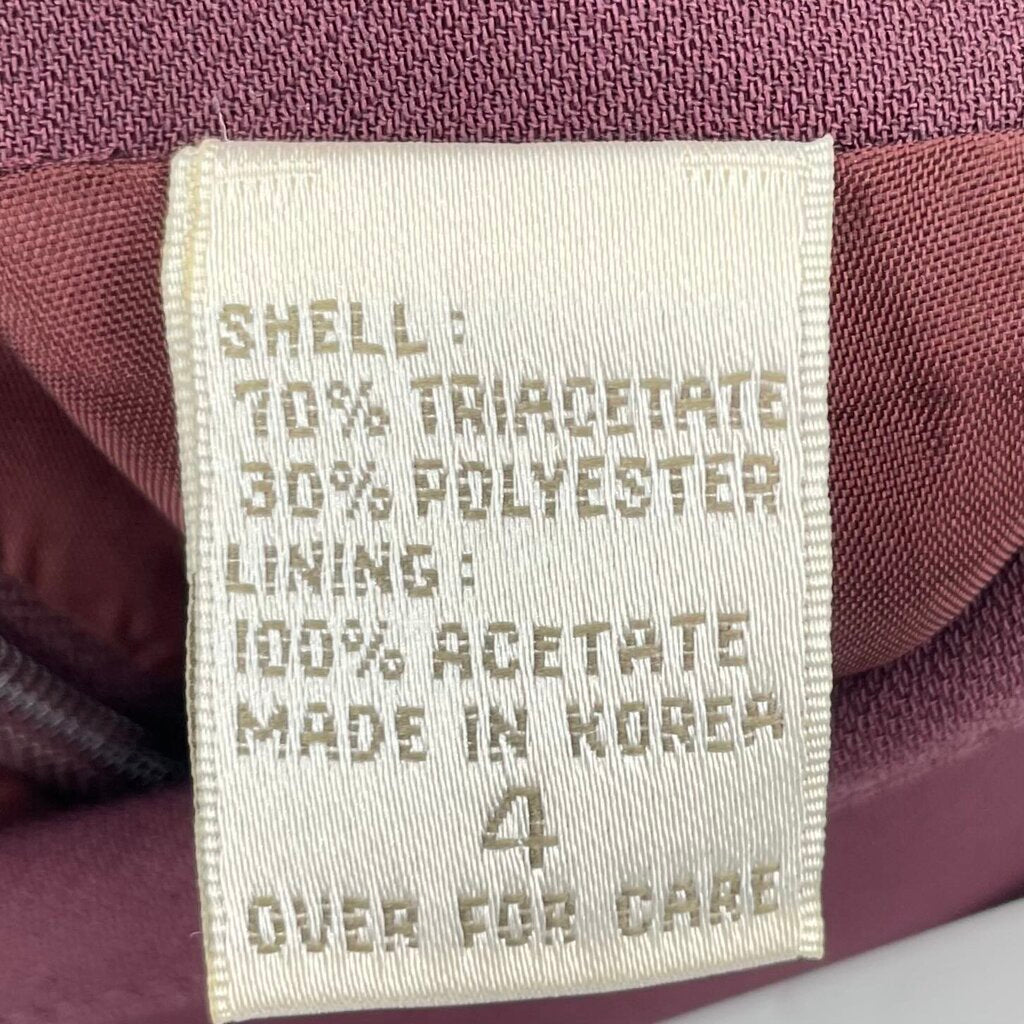 SHELL:
70% TRIACETATE
30% POLYESTER
LINING:
100% ACETATE
MADE IN KOREA
4
OVER FOR CARE